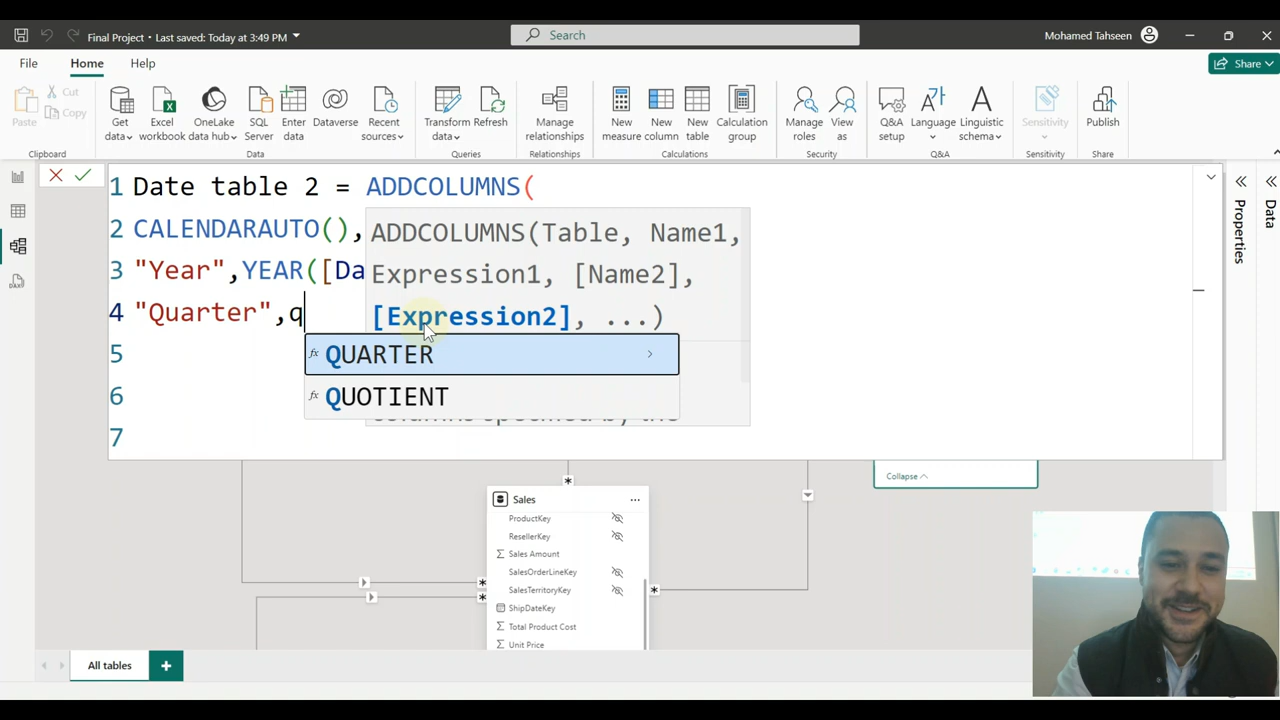 Final Project • Last saved: Today at 3:49 PM
Search
Mohamed Tahseen
File
Home
Help
Share
Paste
Cut
Copy
Get data
Excel workbook
OneLake data hub
SQL Server
Enter data
Dataverse
Recent sources
Transform data
Refresh
Manage relationships
New measure
New column
New table
Calculation group
Manage roles
View as
Q&A setup
Language
Linguistic schema
Sensitivity
Publish
Clipboard
Data
Queries
Relationships
Calculations
Security
Q&A
Sensitivity
Share
1 Date table 2 = ADDCOLUMNS(
2 CALENDARAUTO(),
3 "Year",YEAR([Da
4 "Quarter",q
5
6
7
ADDCOLUMNS(Table, Name1,
Expression1, [Name2],
[Expression2], ...)
fx QUARTER
fx QUOTIENT
Properties
Data
Collapse
Sales
ProductKey
ResellerKey
Sales Amount
SalesOrderLineKey
SalesTerritoryKey
ShipDateKey
Total Product Cost
Unit Price
All tables